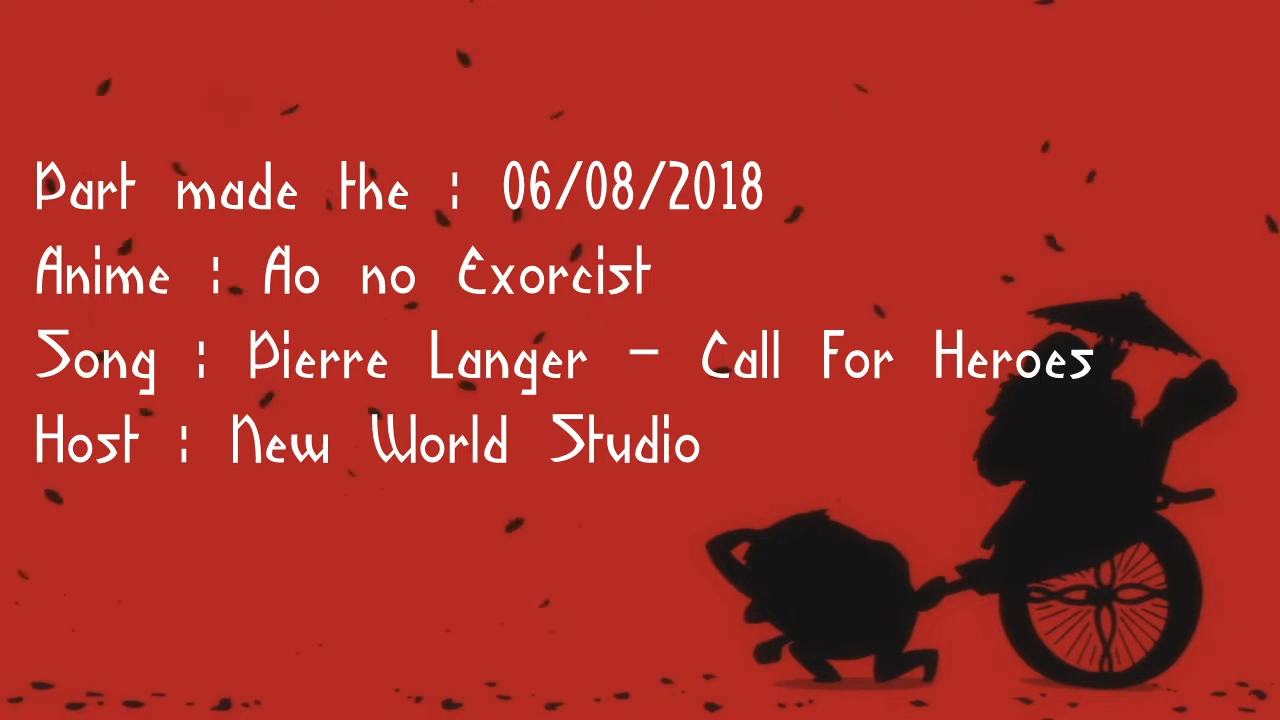 Part made the : 06/08/2018
Anime : Ao no Exorcist
Song : Pierre Langer - Call For Heroes
Host : New World Studio